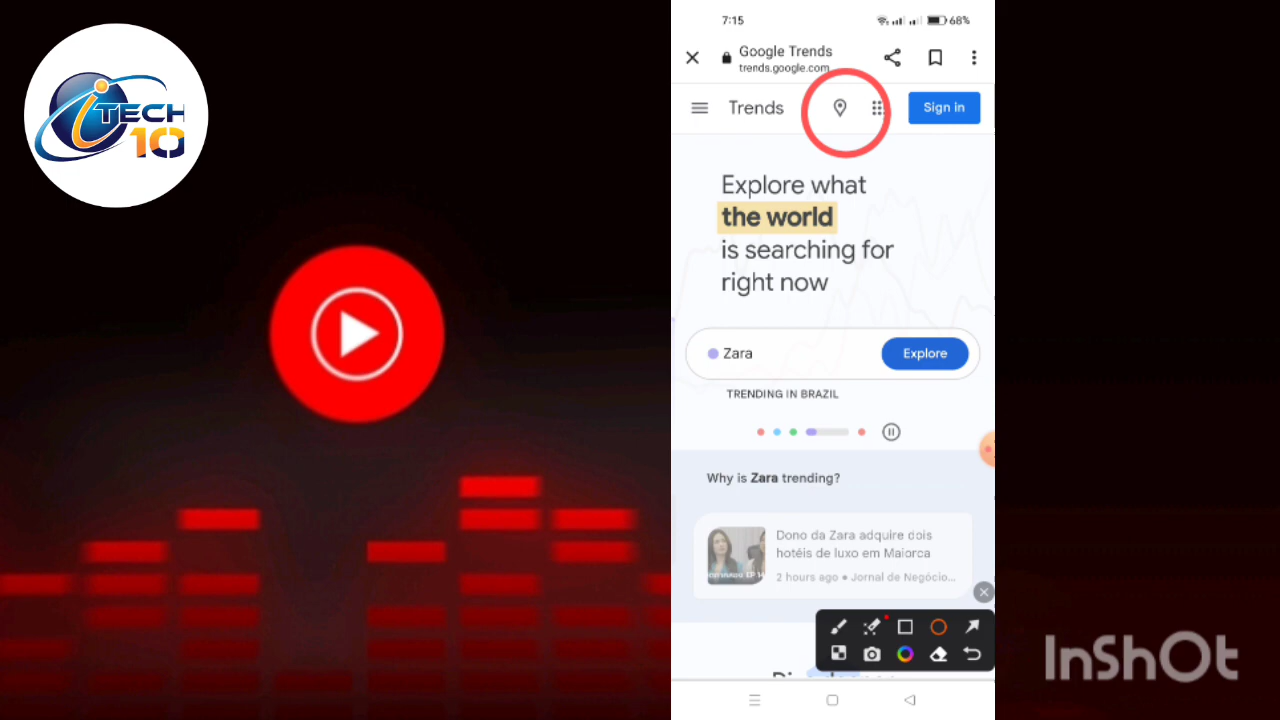 iTECH
10
7:15
68%
Google Trends
trends.google.com
Trends
Sign in
Explore what
the world
is searching for
right now
Zara
Explore
TRENDING IN BRAZIL
Why is Zara trending?
Dono da Zara adquire dois
hotéis de luxo em Maiorca
2 hours ago • Jornal de Negócio...
InShOt